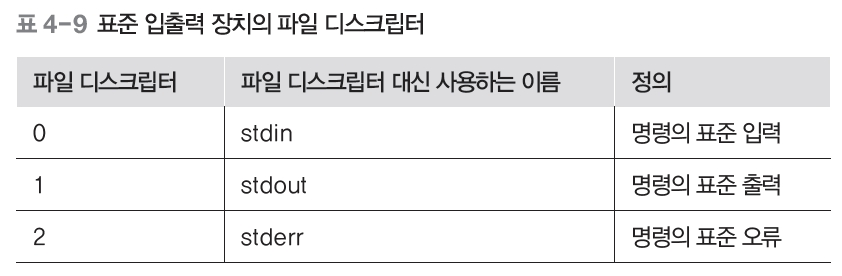 표 4-9 표준 입출력 장치의 파일 디스크립터
파일 디스크립터 파일 디스크립터 대신 사용하는 이름 정의
0 stdin 명령의 표준 입력
1 stdout 명령의 표준 출력
2 stderr 명령의 표준 오류